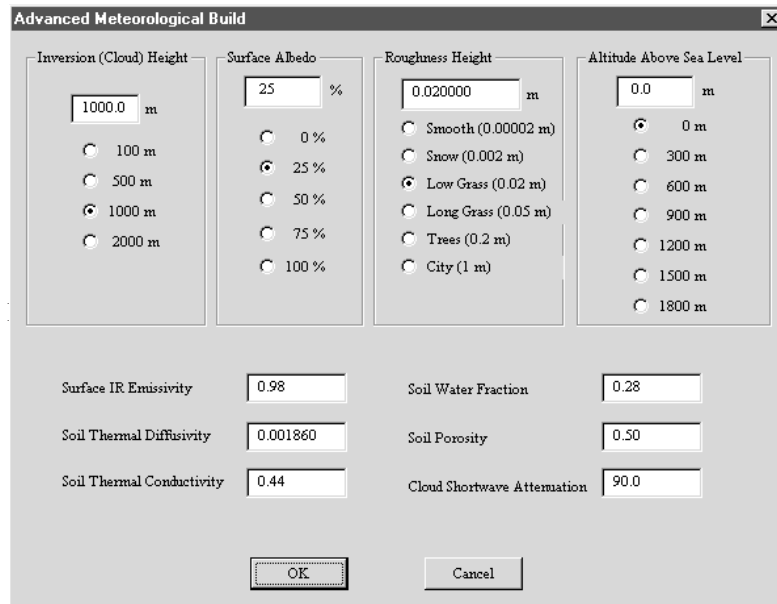 Advanced Meteorological Build
Inversion (Cloud) Height
1000.0 m
100 m
500 m
1000 m
2000 m
Surface Albedo
25 %
0 %
25 %
50 %
75 %
100 %
Roughness Height
0.020000 m
Smooth (0.00002 m)
Snow (0.002 m)
Low Grass (0.02 m)
Long Grass (0.05 m)
Trees (0.2 m)
City (1 m)
Altitude Above Sea Level
0.0 m
0 m
300 m
600 m
900 m
1200 m
1500 m
1800 m
Surface IR Emissivity 0.98
Soil Thermal Diffusivity 0.001860
Soil Thermal Conductivity 0.44
Soil Water Fraction 0.28
Soil Porosity 0.50
Cloud Shortwave Attenuation 90.0
OK
Cancel